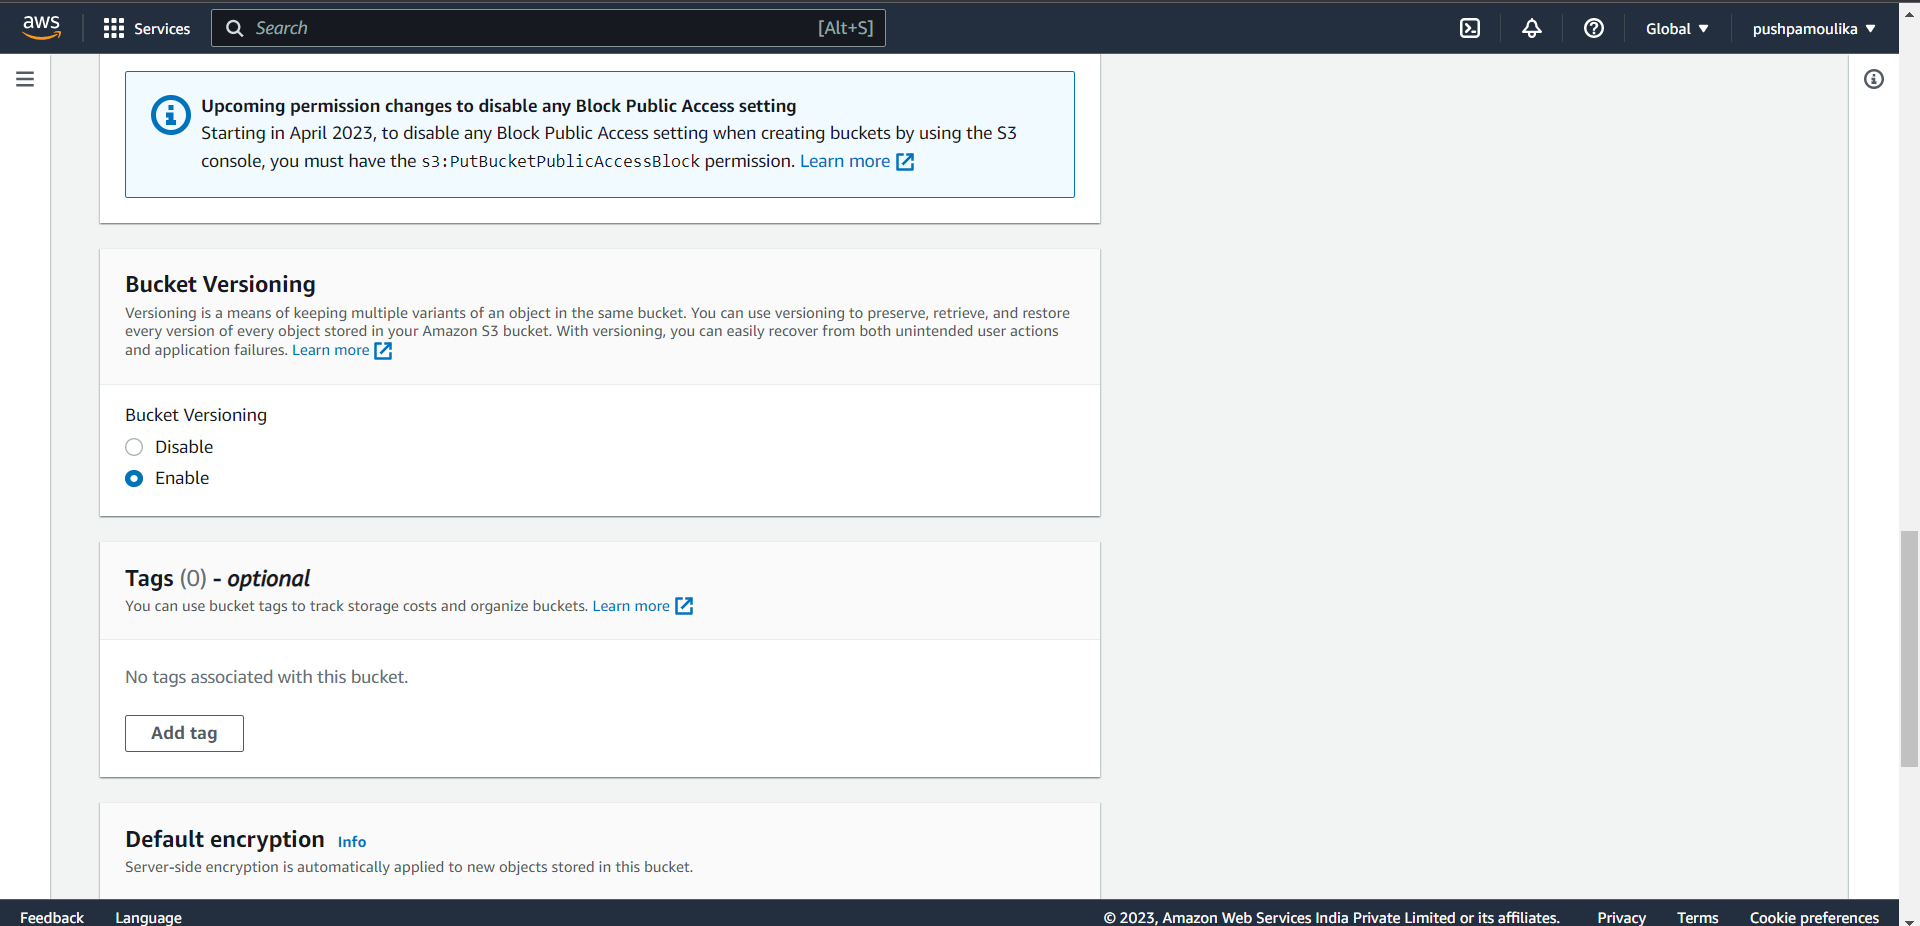 aws
Services
Search
[Alt+S]
Global
pushpamoulika
Upcoming permission changes to disable any Block Public Access setting
Starting in April 2023, to disable any Block Public Access setting when creating buckets by using the S3
console, you must have the s3:PutBucketPublicAccessBlock permission. Learn more
Bucket Versioning
Versioning is a means of keeping multiple variants of an object in the same bucket. You can use versioning to preserve, retrieve, and restore
every version of every object stored in your Amazon S3 bucket. With versioning, you can easily recover from both unintended user actions
and application failures. Learn more
Bucket Versioning
Disable
Enable
Tags (0) - optional
You can use bucket tags to track storage costs and organize buckets. Learn more
No tags associated with this bucket.
Add tag
Default encryption Info
Server-side encryption is automatically applied to new objects stored in this bucket.
Feedback
Language
© 2023, Amazon Web Services India Private Limited or its affiliates.
Privacy
Terms
Cookie preferences